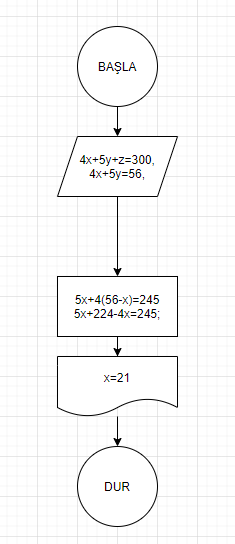 BAŞLA
4x+5y+z=300,
4x+5y=56,
5x+4(56-x)=245
5x+224-4x=245;
x=21
DUR